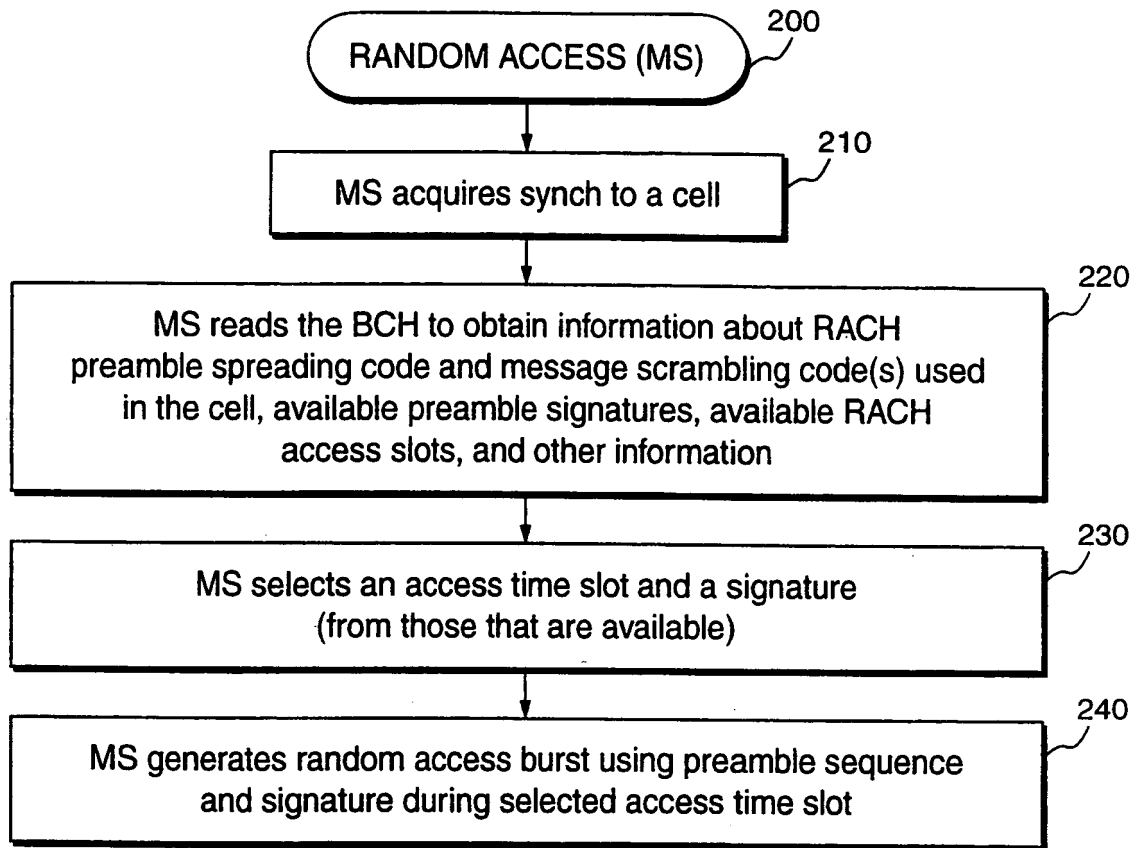 RANDOM ACCESS (MS)
200
MS acquires synch to a cell
210
MS reads the BCH to obtain information about RACH
preamble spreading code and message scrambling code(s) used
in the cell, available preamble signatures, available RACH
access slots, and other information
220
MS selects an access time slot and a signature
(from those that are available)
230
MS generates random access burst using preamble sequence
and signature during selected access time slot
240